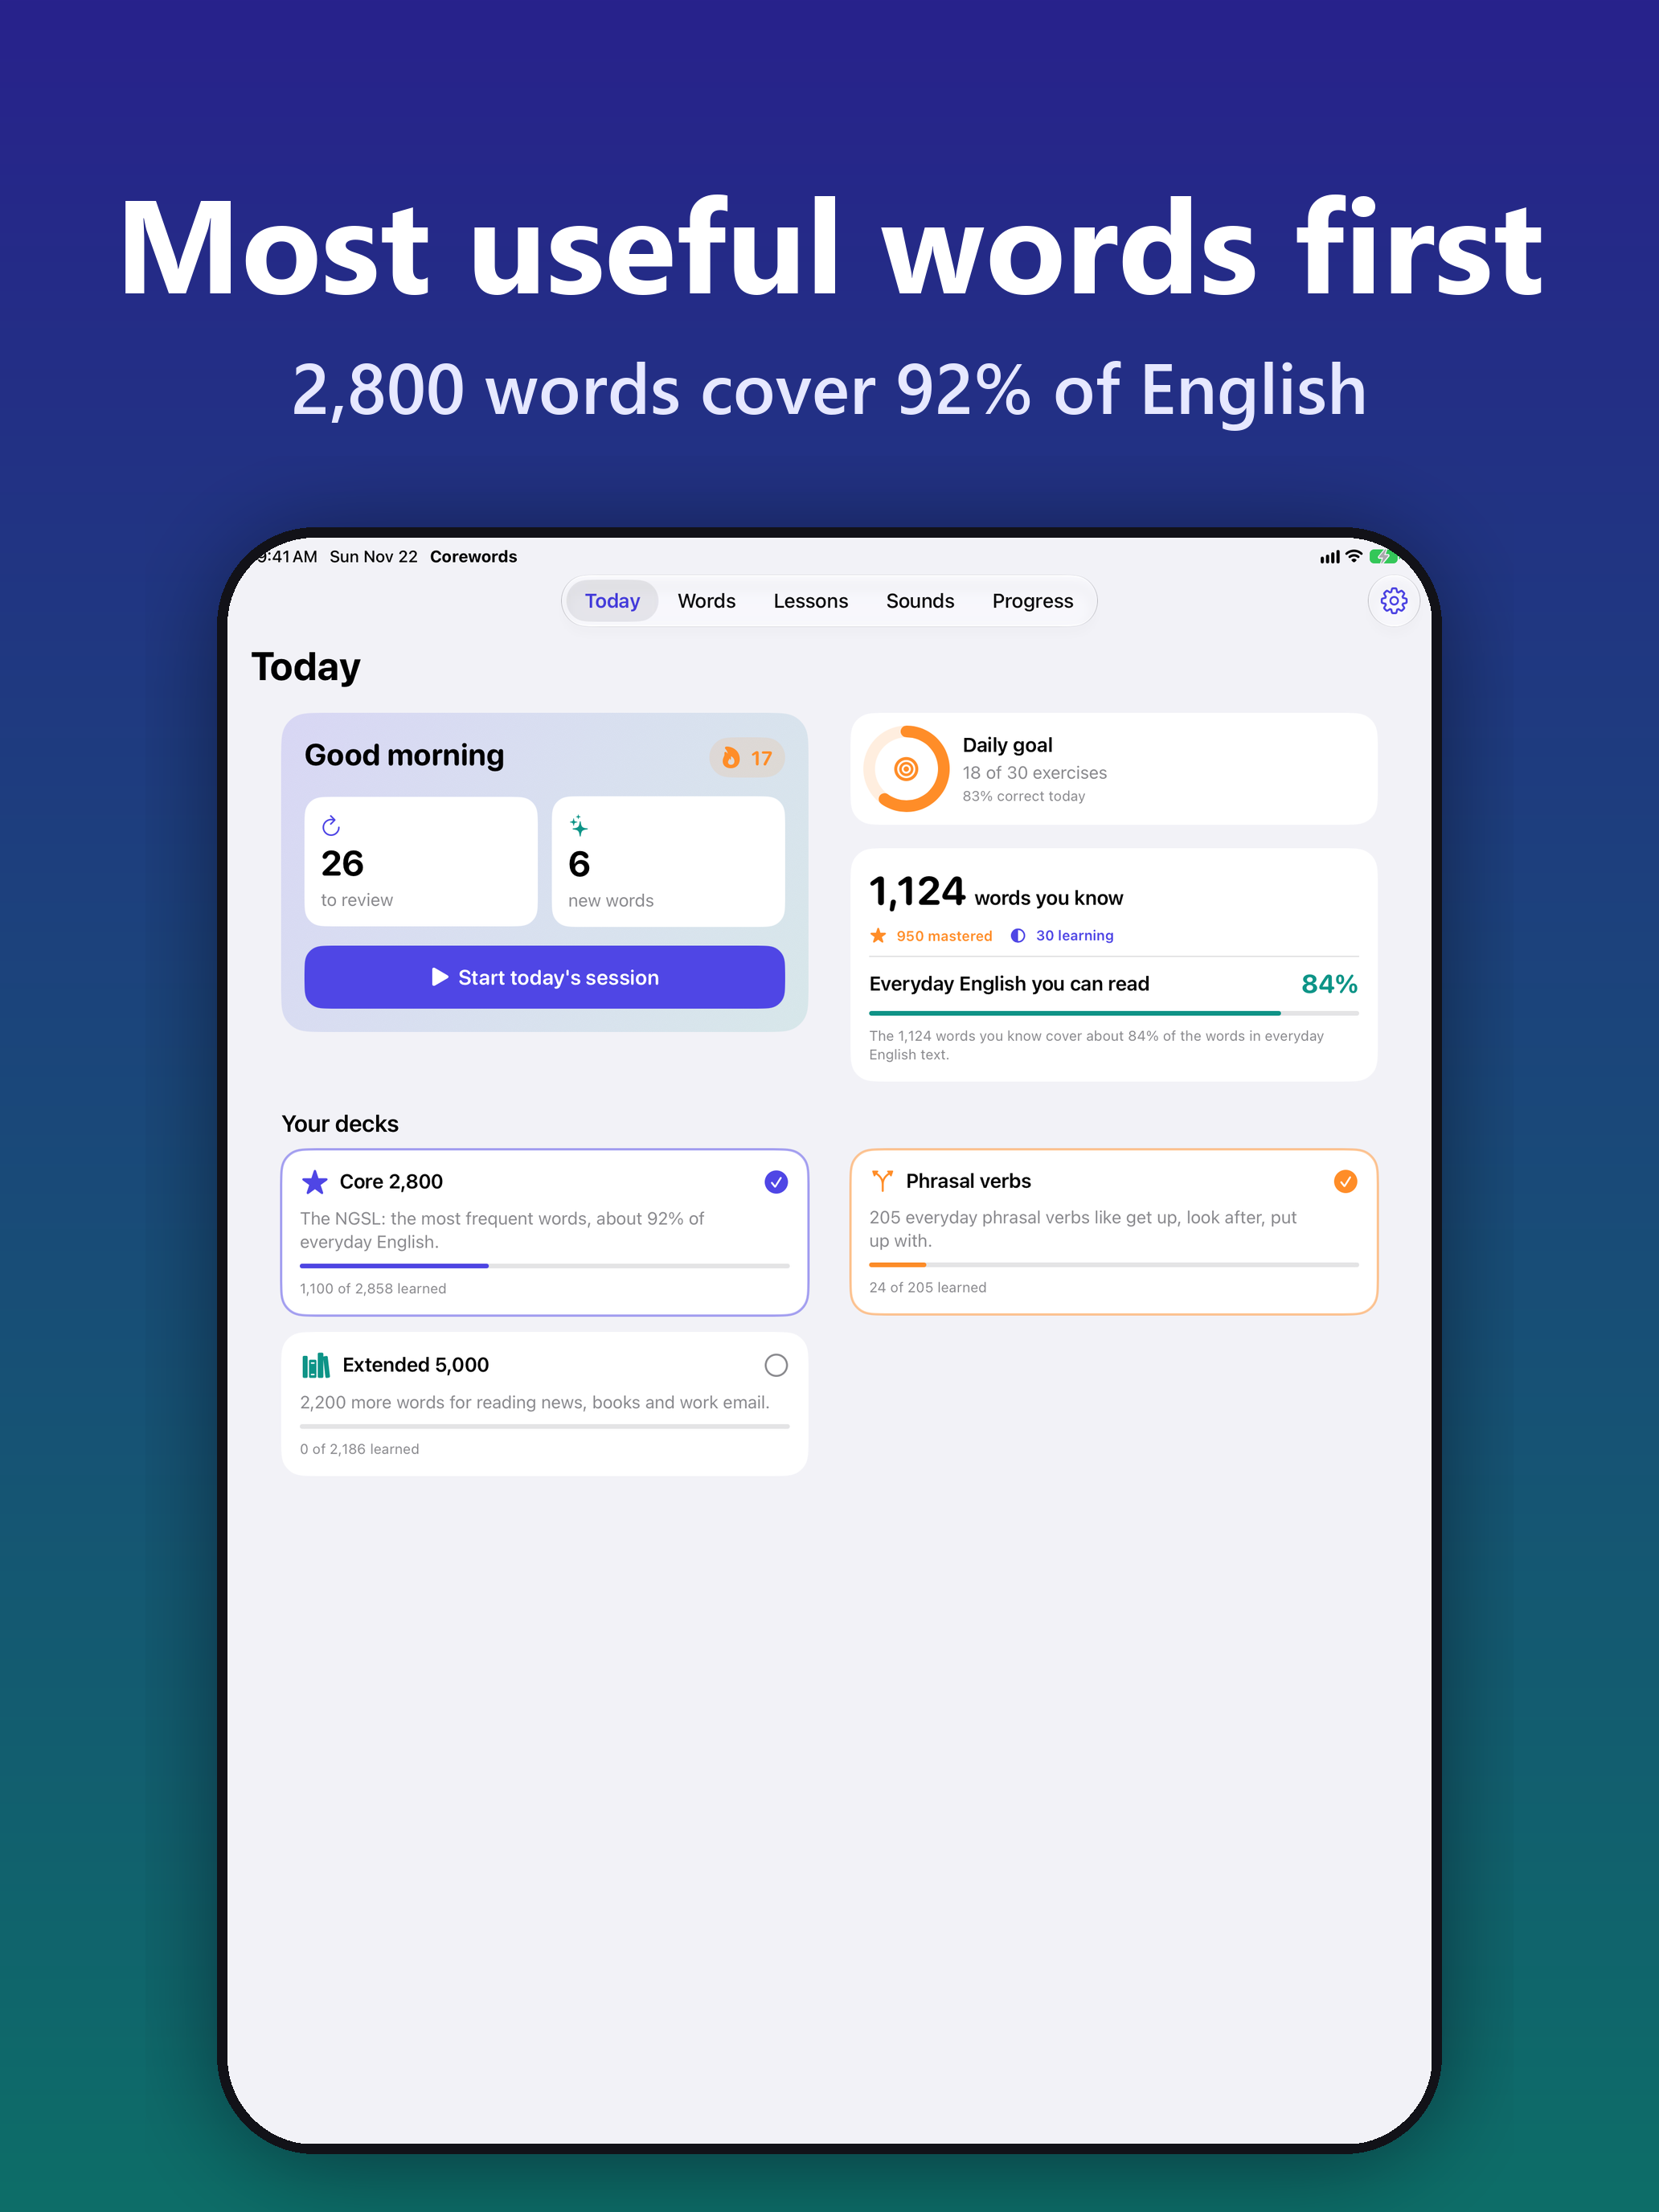 Most useful words first
2,800 words cover 92% of English
9:41 AM Sun Nov 22 Corewords
Today Words Lessons Sounds Progress
Today
Good morning
17
26
to review
6
new words
Start today's session
Daily goal
18 of 30 exercises
83% correct today
1,124 words you know
950 mastered 30 learning
Everyday English you can read 84%
The 1,124 words you know cover about 84% of the words in everyday
English text.
Your decks
Core 2,800
The NGSL: the most frequent words, about 92% of
everyday English.
1,100 of 2,858 learned
Phrasal verbs
205 everyday phrasal verbs like get up, look after, put
up with.
24 of 205 learned
Extended 5,000
2,200 more words for reading news, books and work email.
0 of 2,186 learned